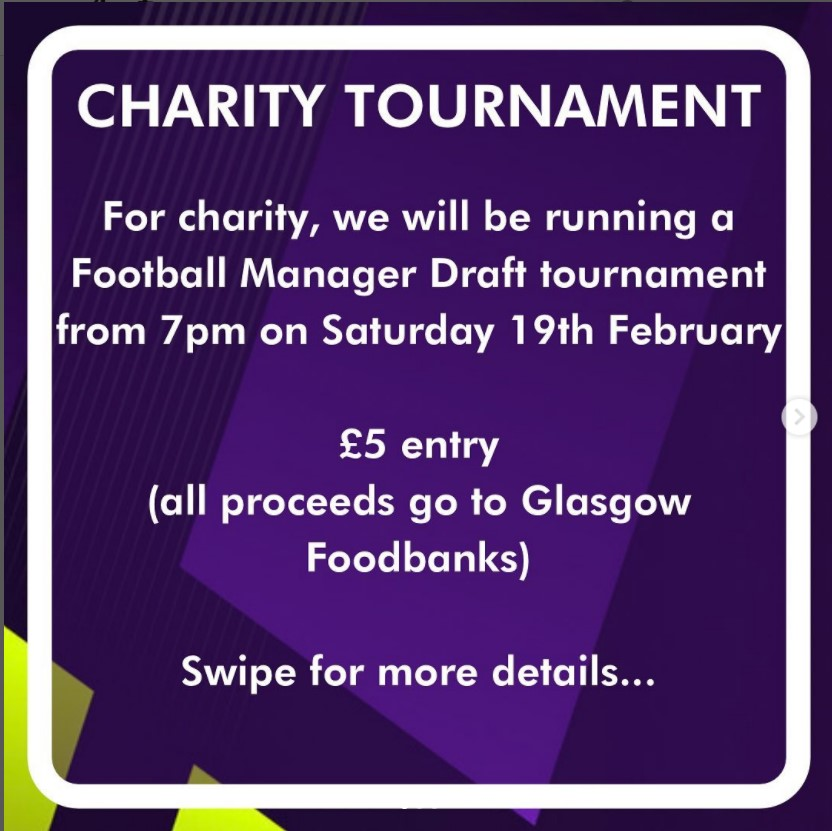 CHARITY TOURNAMENT
For charity, we will be running a
Football Manager Draft tournament
from 7pm on Saturday 19th February
£5 entry
(all proceeds go to Glasgow
Foodbanks)
Swipe for more details...